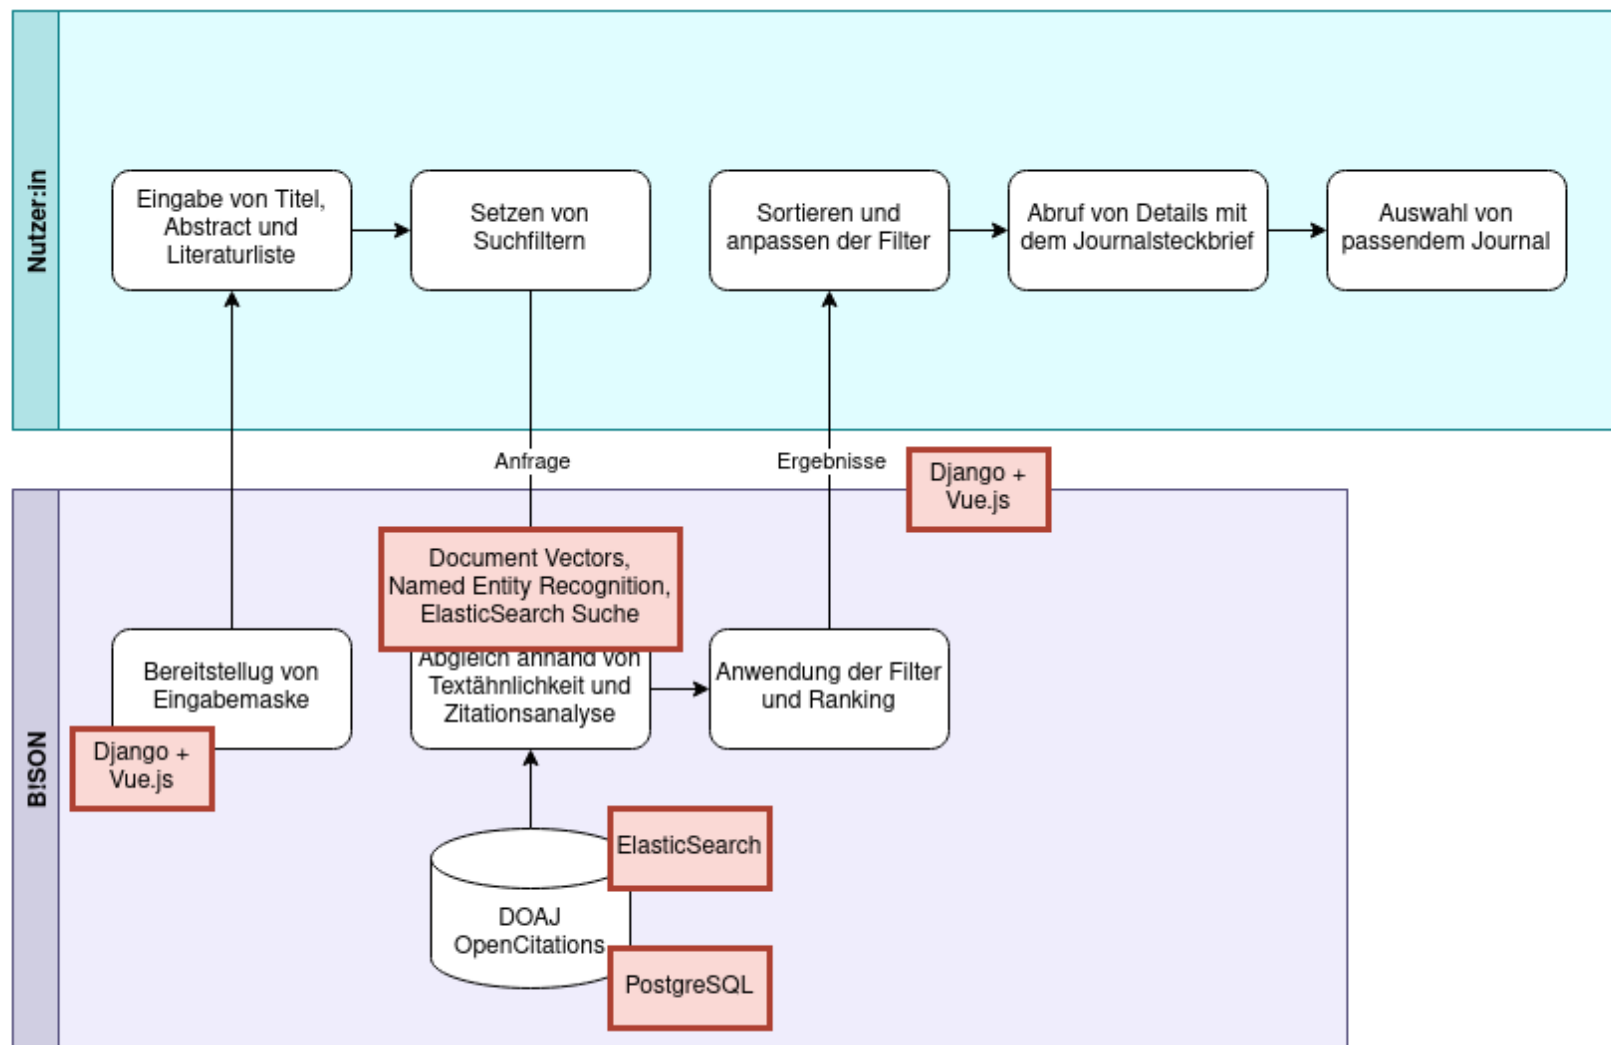 Nutzer:in
Eingabe von Titel,
Abstract und
Literaturliste
Setzen von
Suchfiltern
Sortieren und
anpassen der Filter
Abruf von Details mit
dem Journalsteckbrief
Auswahl von
passendem Journal
Anfrage
Ergebnisse
Django +
Vue.js
B!SON
Document Vectors,
Named Entity Recognition,
ElasticSearch Suche
Bereitstellug von
Eingabemaske
Abgleich anhand von
Textähnlichkeit und
Zitationsanalyse
Anwendung der Filter
und Ranking
Django +
Vue.js
ElasticSearch
DOAJ
OpenCitations
PostgreSQL